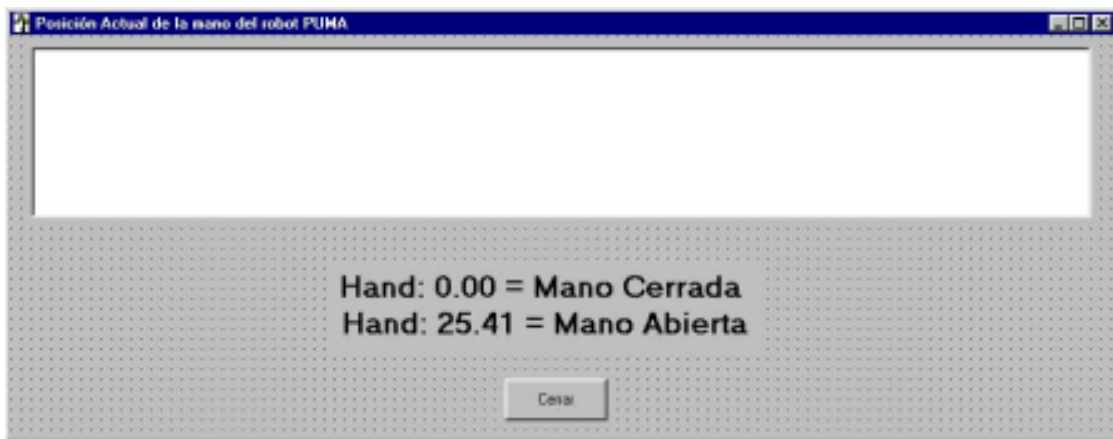 Posición Actual de la mano del robot PUMA
Hand: 0.00 = Mano Cerrada
Hand: 25.41 = Mano Abierta
Cerrar